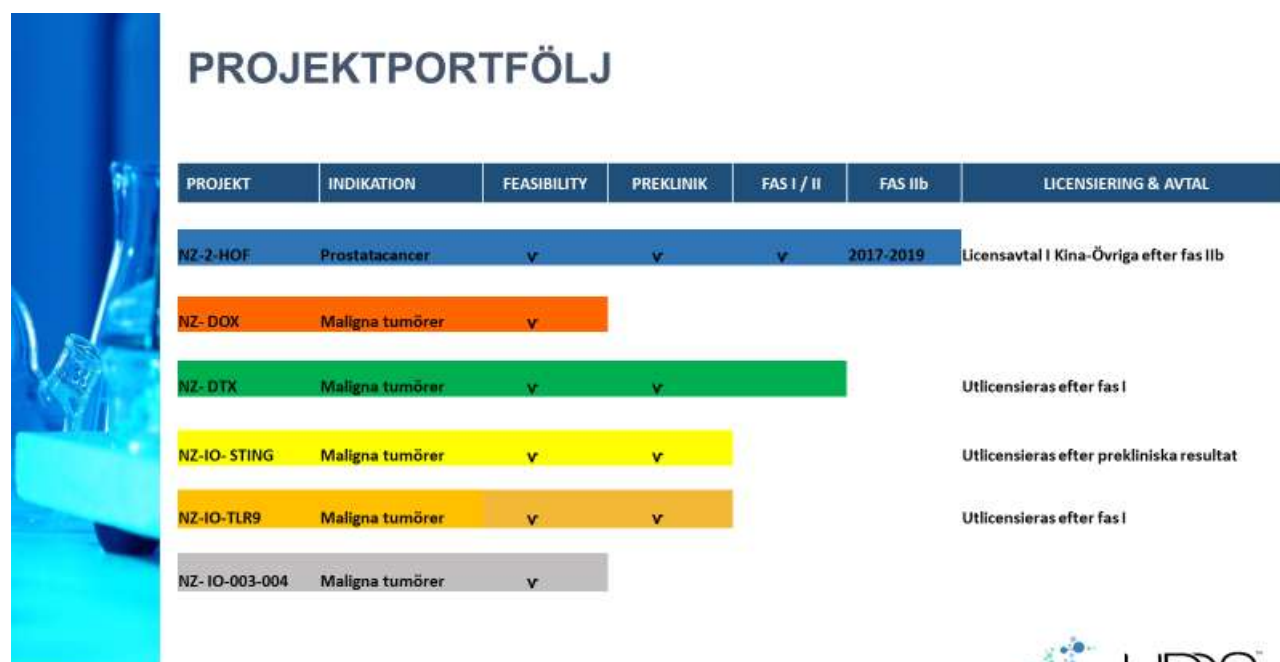 PROJEKTPORTFÖLJ
PROJEKT INDIKATION FEASIBILITY PREKLINIK FAS I / II FAS IIb LICENSIERING & AVTAL
NZ-2-HOF Prostatacancer v v v 2017-2019 Licensavtal I Kina-Övriga efter fas IIb
NZ- DOX Maligna tumörer v
NZ- DTX Maligna tumörer v v Utlicensieras efter fas I
NZ-IO- STING Maligna tumörer v v Utlicensieras efter prekliniska resultat
NZ-IO-TLR9 Maligna tumörer v v Utlicensieras efter fas I
NZ- IO-003-004 Maligna tumörer v